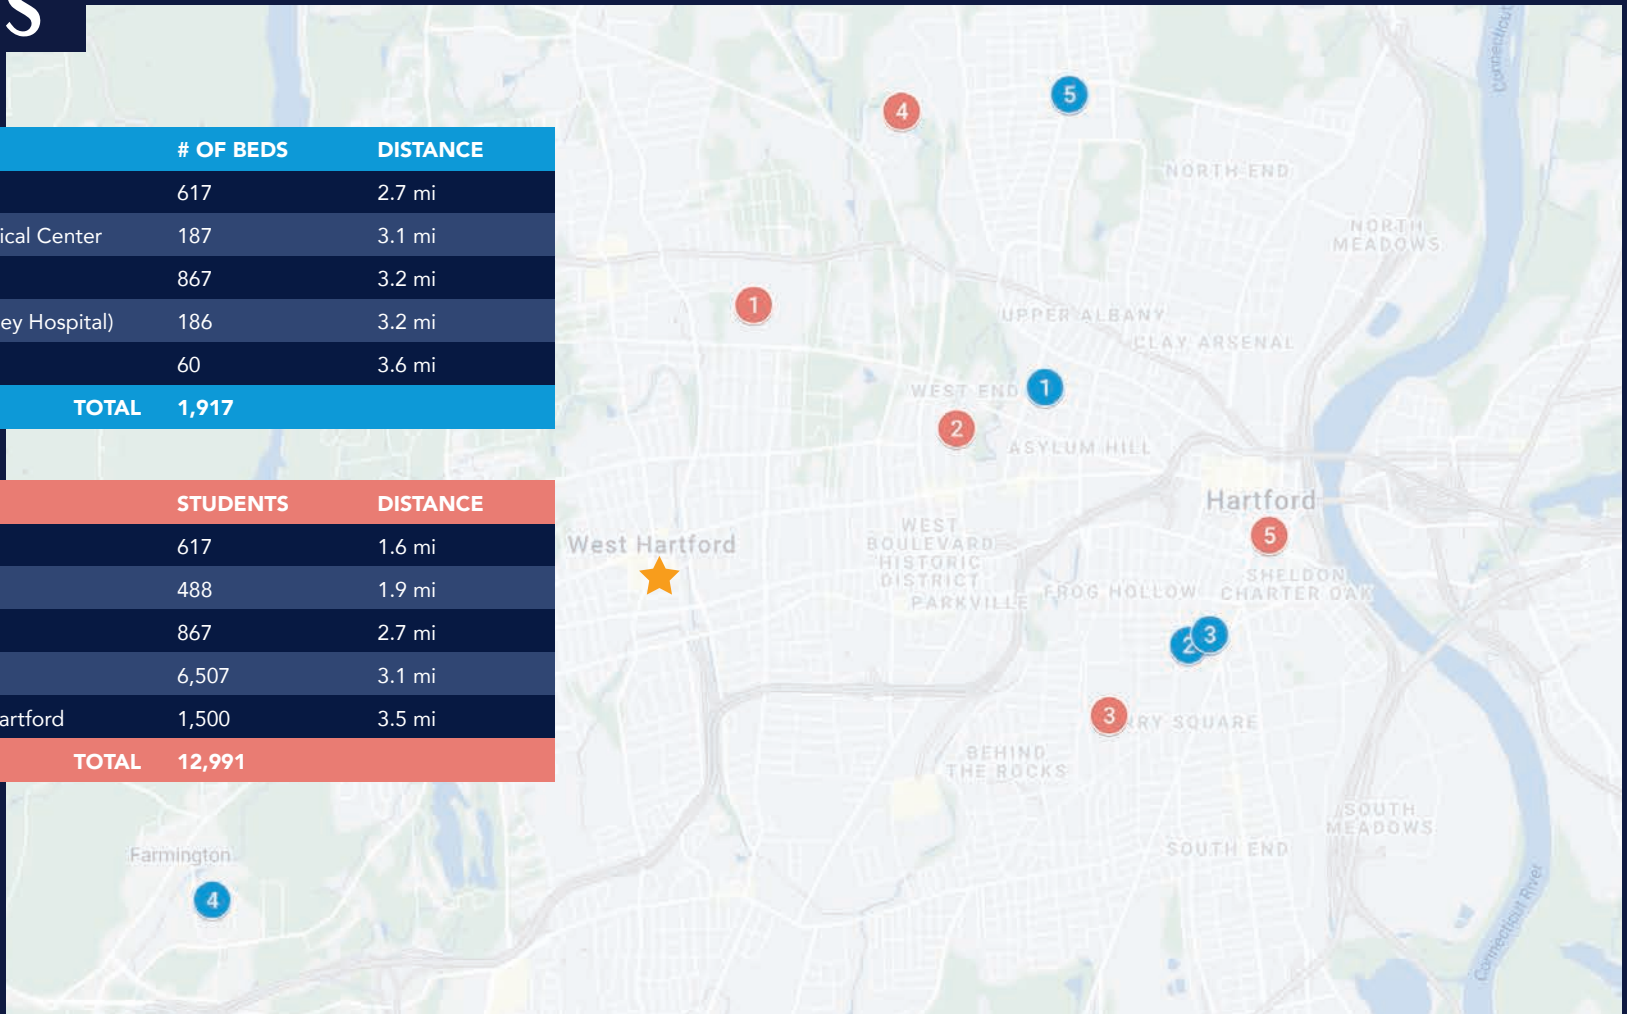 S
# OF BEDS DISTANCE
617 2.7 mi
ical Center 187 3.1 mi
867 3.2 mi
ey Hospital) 186 3.2 mi
60 3.6 mi
TOTAL 1,917
STUDENTS DISTANCE
617 1.6 mi
488 1.9 mi
867 2.7 mi
6,507 3.1 mi
artford 1,500 3.5 mi
TOTAL 12,991
Connecticut
5
4
NORTH END
NORTH
MEADOWS
1
UPPER ALBANY
CLAY ARSENAL
WEST END
1
2
ASYLUM HILL
Hartford
5
West Hartford
WEST
BOULEVARD
HISTORIC
DISTRICT
PARKVILLE
FROG HOLLOW
SHELDON
CHARTER OAK
2
3
3
RRY SQUARE
BEHIND
THE ROCKS
SOUTH
MEADOWS
SOUTH END
Farmington
4
Connecticut River